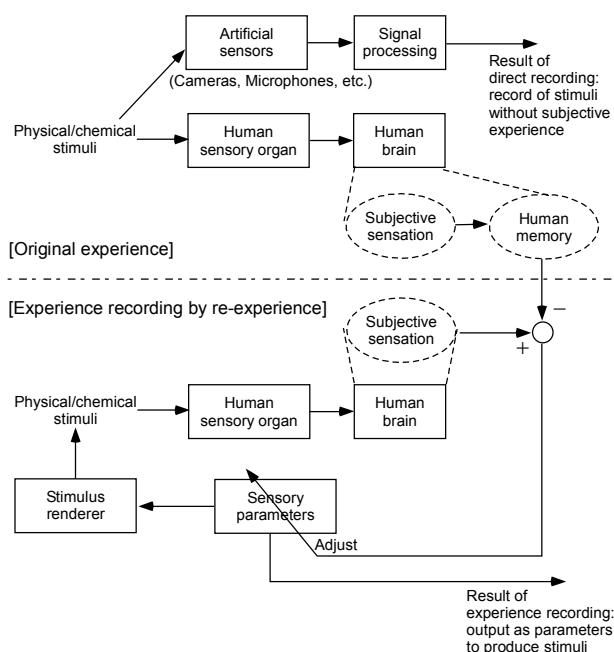 Artificial
sensors
Signal
processing
(Cameras, Microphones, etc.)
Result of
direct recording:
record of stimuli
without subjective
experience
Physical/chemical
stimuli
Human
sensory organ
Human
brain
Subjective
sensation
Human
memory
[Original experience]
[Experience recording by re-experience]
Subjective
sensation
−
+
Physical/chemical
stimuli
Human
sensory organ
Human
brain
Stimulus
renderer
Sensory
parameters
Adjust
Result of
experience recording:
output as parameters
to produce stimuli